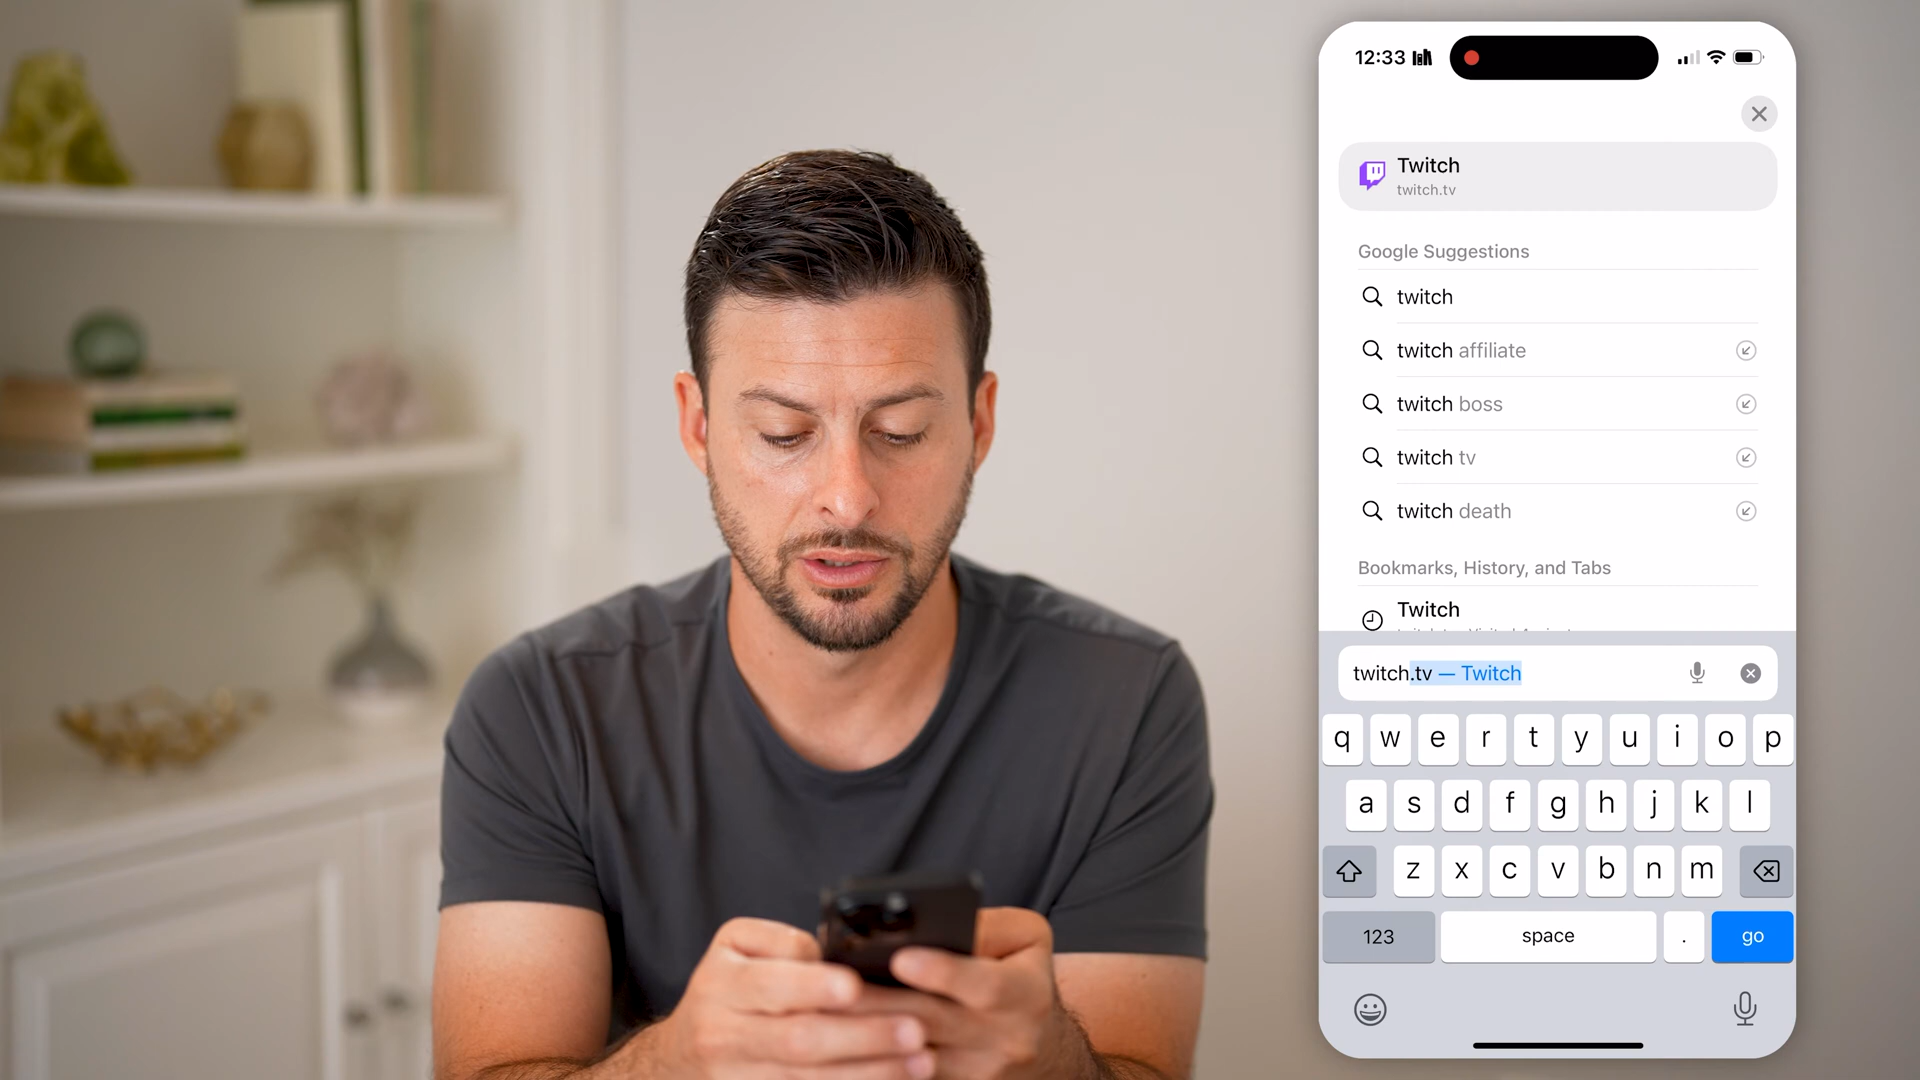 12:33
Twitch
twitch.tv
Google Suggestions
twitch
twitch affiliate
twitch boss
twitch tv
twitch death
Bookmarks, History, and Tabs
Twitch
twitch.tv — Twitch
q w e r t y u i o p
a s d f g h j k l
z x c v b n m
123 space . go